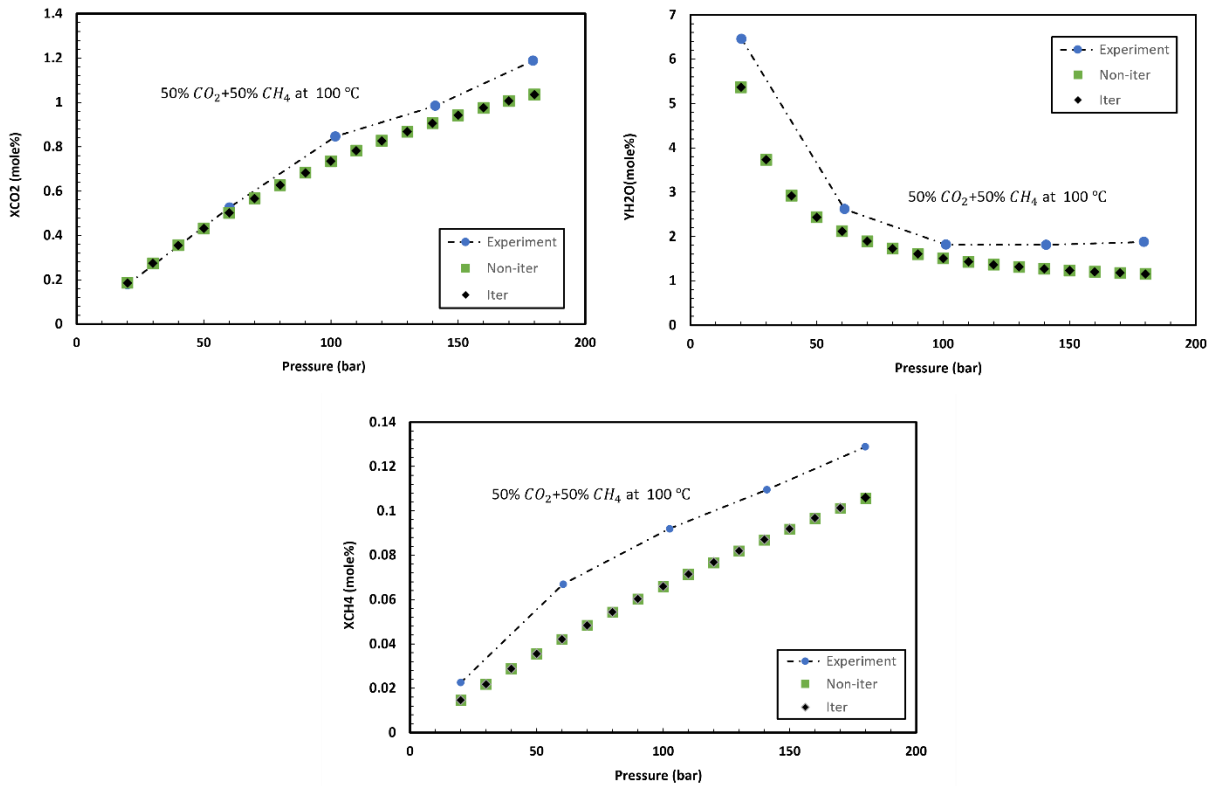 1.4
1.2
1
0.8
0.6
0.4
0.2
0
XCO2 (mole%)
50% CO₂+50% CH₄ at 100 °C
Experiment
Non-iter
Iter
0 50 100 150 200
Pressure (bar)
7
6
5
4
3
2
1
0
YH2O(mole%)
Experiment
Non-iter
Iter
50% CO₂+50% CH₄ at 100 °C
0 50 100 150 200
Pressure (bar)
0.14
0.12
0.1
0.08
0.06
0.04
0.02
0
XCH4 (mole%)
50% CO₂+50% CH₄ at 100 °C
Experiment
Non-iter
Iter
0 50 100 150 200
Pressure (bar)